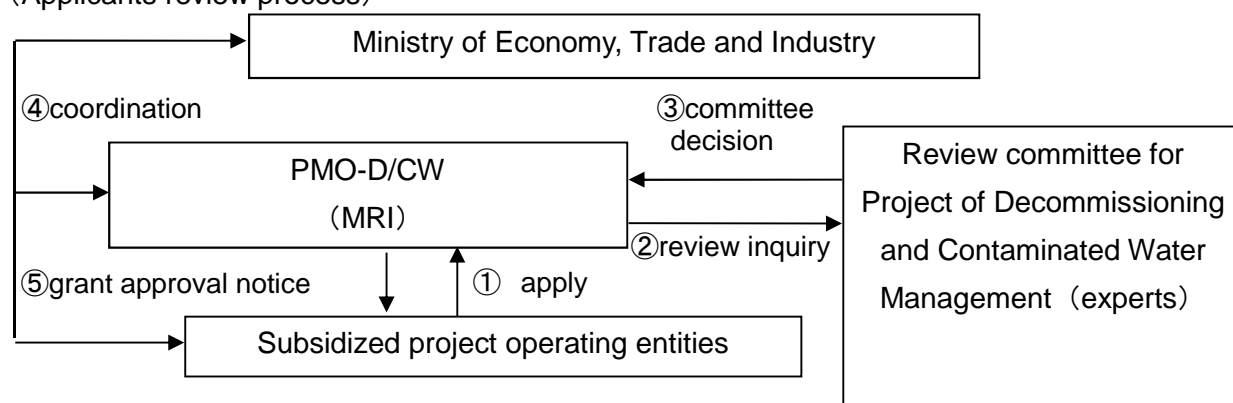 （Applicants review process）
Ministry of Economy, Trade and Industry
④coordination
③committee
decision
PMO-D/CW
（MRI）
Review committee for
Project of Decommissioning
and Contaminated Water
Management（experts）
②review inquiry
⑤grant approval notice
① apply
Subsidized project operating entities